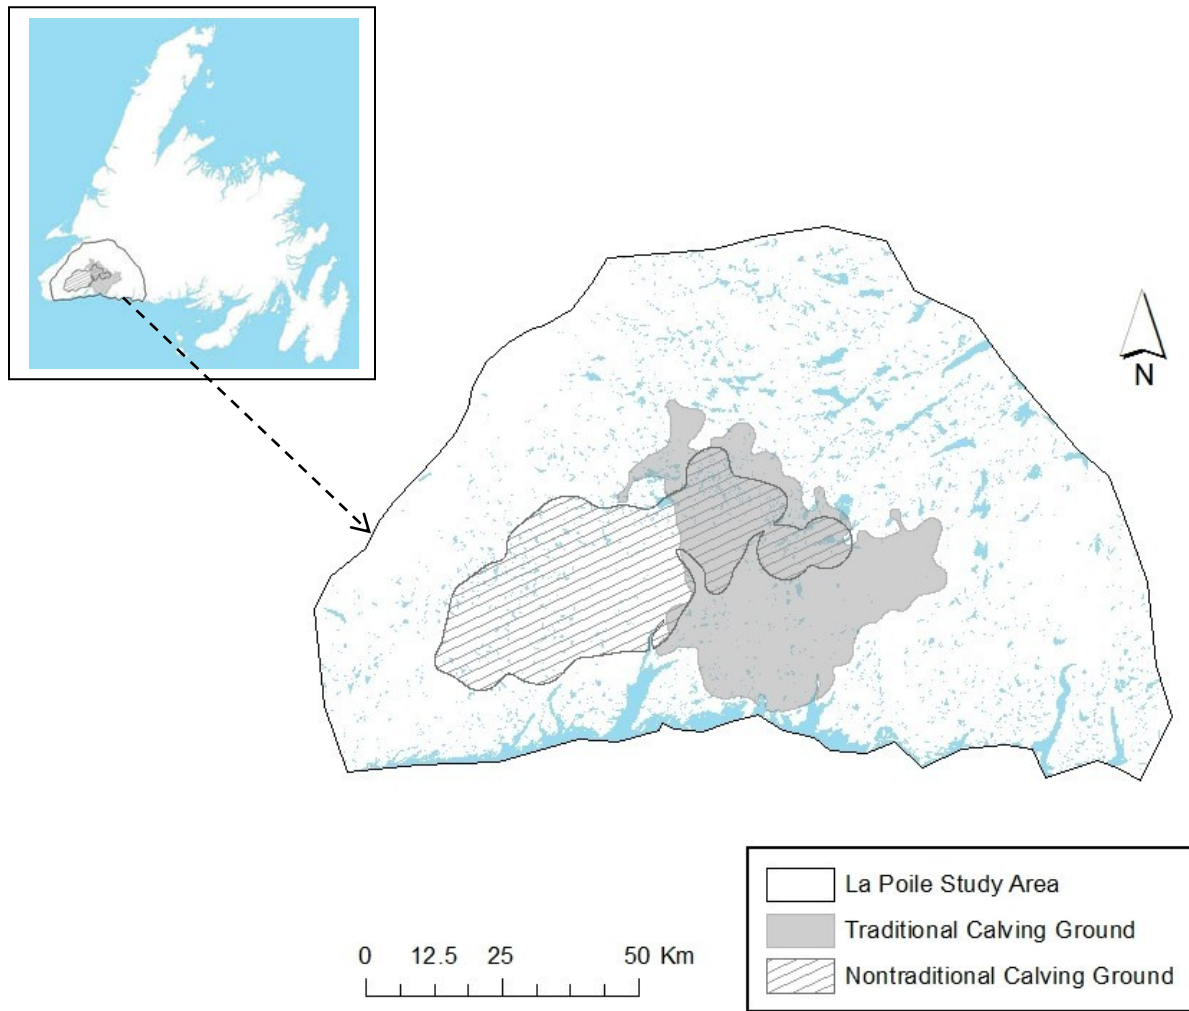 N
La Poile Study Area
Traditional Calving Ground
Nontraditional Calving Ground
0 12.5 25 50 Km